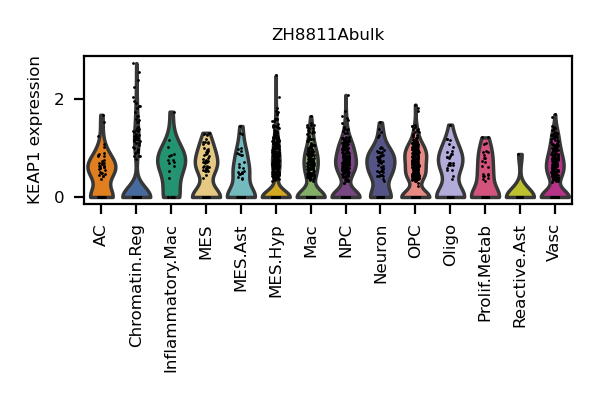 ZH8811Abulk
KEAP1 expression
2
0
AC
Chromatin.Reg
Inflammatory.Mac
MES
MES.Ast
MES.Hyp
Mac
NPC
Neuron
OPC
Oligo
Prolif.Metab
Reactive.Ast
Vasc